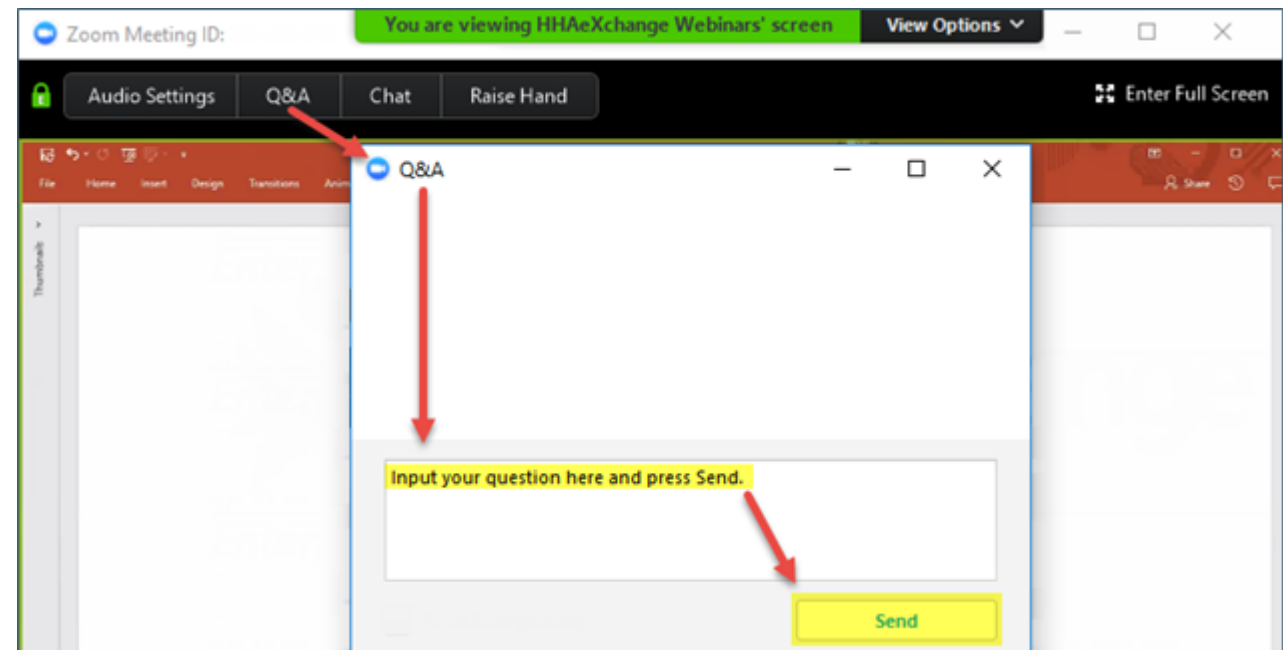 Zoom Meeting ID:
You are viewing HHAeXchange Webinars' screen
View Options
Audio Settings
Q&A
Chat
Raise Hand
Enter Full Screen
File Home Insert Design Transitions Anim
Share
Thumbnails
Q&A
Input your question here and press Send.
Send